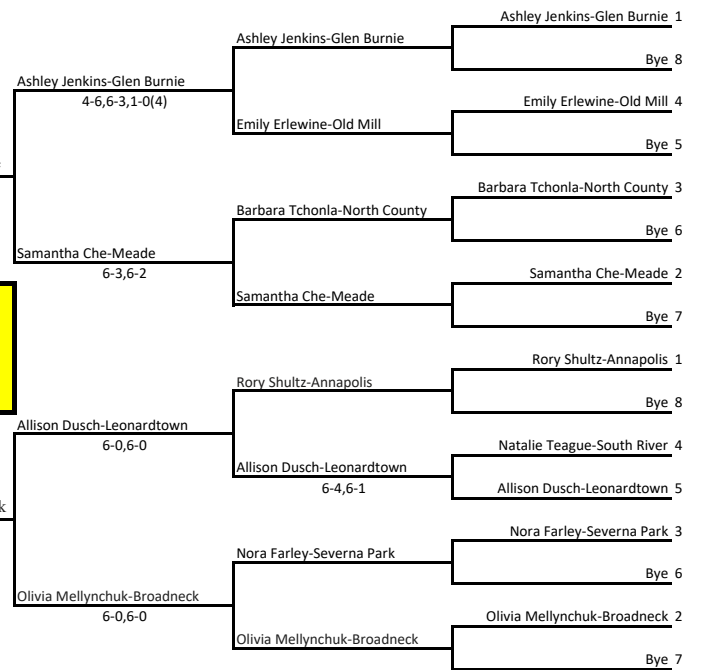 Ashley Jenkins-Glen Burnie 1
Ashley Jenkins-Glen Burnie
Bye 8
Ashley Jenkins-Glen Burnie
4-6,6-3,1-0(4)
Emily Erlewine-Old Mill 4
Emily Erlewine-Old Mill
Bye 5
Barbara Tchonla-North County 3
Barbara Tchonla-North County
Bye 6
Samantha Che-Meade
6-3,6-2
Samantha Che-Meade 2
Samantha Che-Meade
Bye 7
Rory Shultz-Annapolis 1
Rory Shultz-Annapolis
Bye 8
Allison Dusch-Leonardtown
6-0,6-0
Natalie Teague-South River 4
Allison Dusch-Leonardtown
6-4,6-1
Allison Dusch-Leonardtown 5
k
Nora Farley-Severna Park 3
Nora Farley-Severna Park
Bye 6
Olivia Mellynchuk-Broadneck
6-0,6-0
Olivia Mellynchuk-Broadneck 2
Olivia Mellynchuk-Broadneck
Bye 7